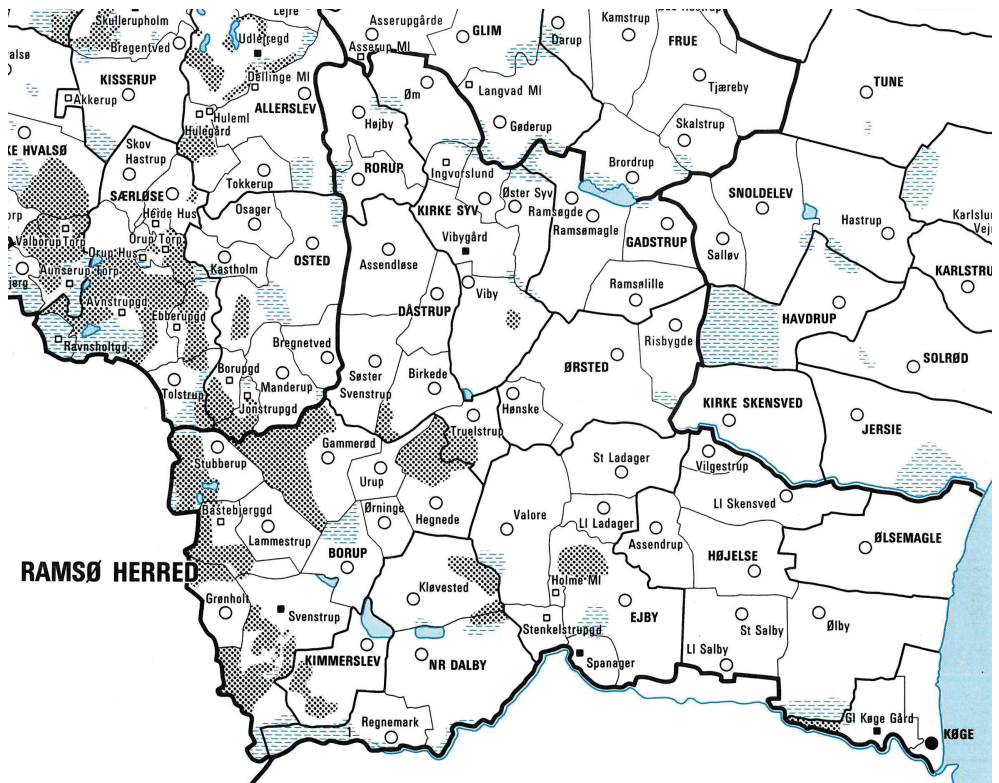 Skullerupholm
Lejre
Asserupgårde
GLIM
Kamstrup
Darup
FRUE
Bregentved
Udlejregd
Asserup Ml
KISSERUP
Dellinge Ml
Øm
Langvad Ml
Tjæreby
TUNE
Akkerup
ALLERSLEV
Huleml
Højby
Gøderup
Skalstrup
Hulegård
KE HVALSØ
Skov
Hastrup
Brordrup
Ingvorslund
RORUP
Tokkerup
SÆRLØSE
Heide Hus
Øster Syv
SNOLDELEV
Osager
KIRKE SYV
Ramsøgde
Ramsømagle
Hastrup
Karlslun
Vejn
Valborup Torp
Orup Torp
Vibygård
GADSTRUP
Orup Hus
OSTED
Assendløse
Salløv
Aunserup Torp
Kastholm
KARLSTRU
Viby
Ramsølille
Avnstrupgd
DÅSTRUP
HAVDRUP
Ebberupgd
Risbygde
Ravnsholtgd.
Bregnetved
SOLRØD
Borupgd
Søster
Svenstrup
Birkede
ØRSTED
Tolstrup
Manderup
Jonstrupgd
Hønske
KIRKE SKENSVED
Truelstrup
JERSIE
Gammerød
Stubberup
St Ladager
Vilgestrup
Urup
Ll Skensved
Bastebjerggd
Ørninge
Hegnede
Valore
Ll Ladager
ØLSEMAGLE
Lammestrup
BORUP
Assendrup
HØJELSE
RAMSØ HERRED
Holme Ml
Grønholt
Kløvested
Svenstrup
EJBY
St Salby
Ølby
Stenkelstrupgd
Ll Salby
KIMMERSLEV
NR DALBY
Spanager
Regnemark
Gl Køge Gård
KØGE